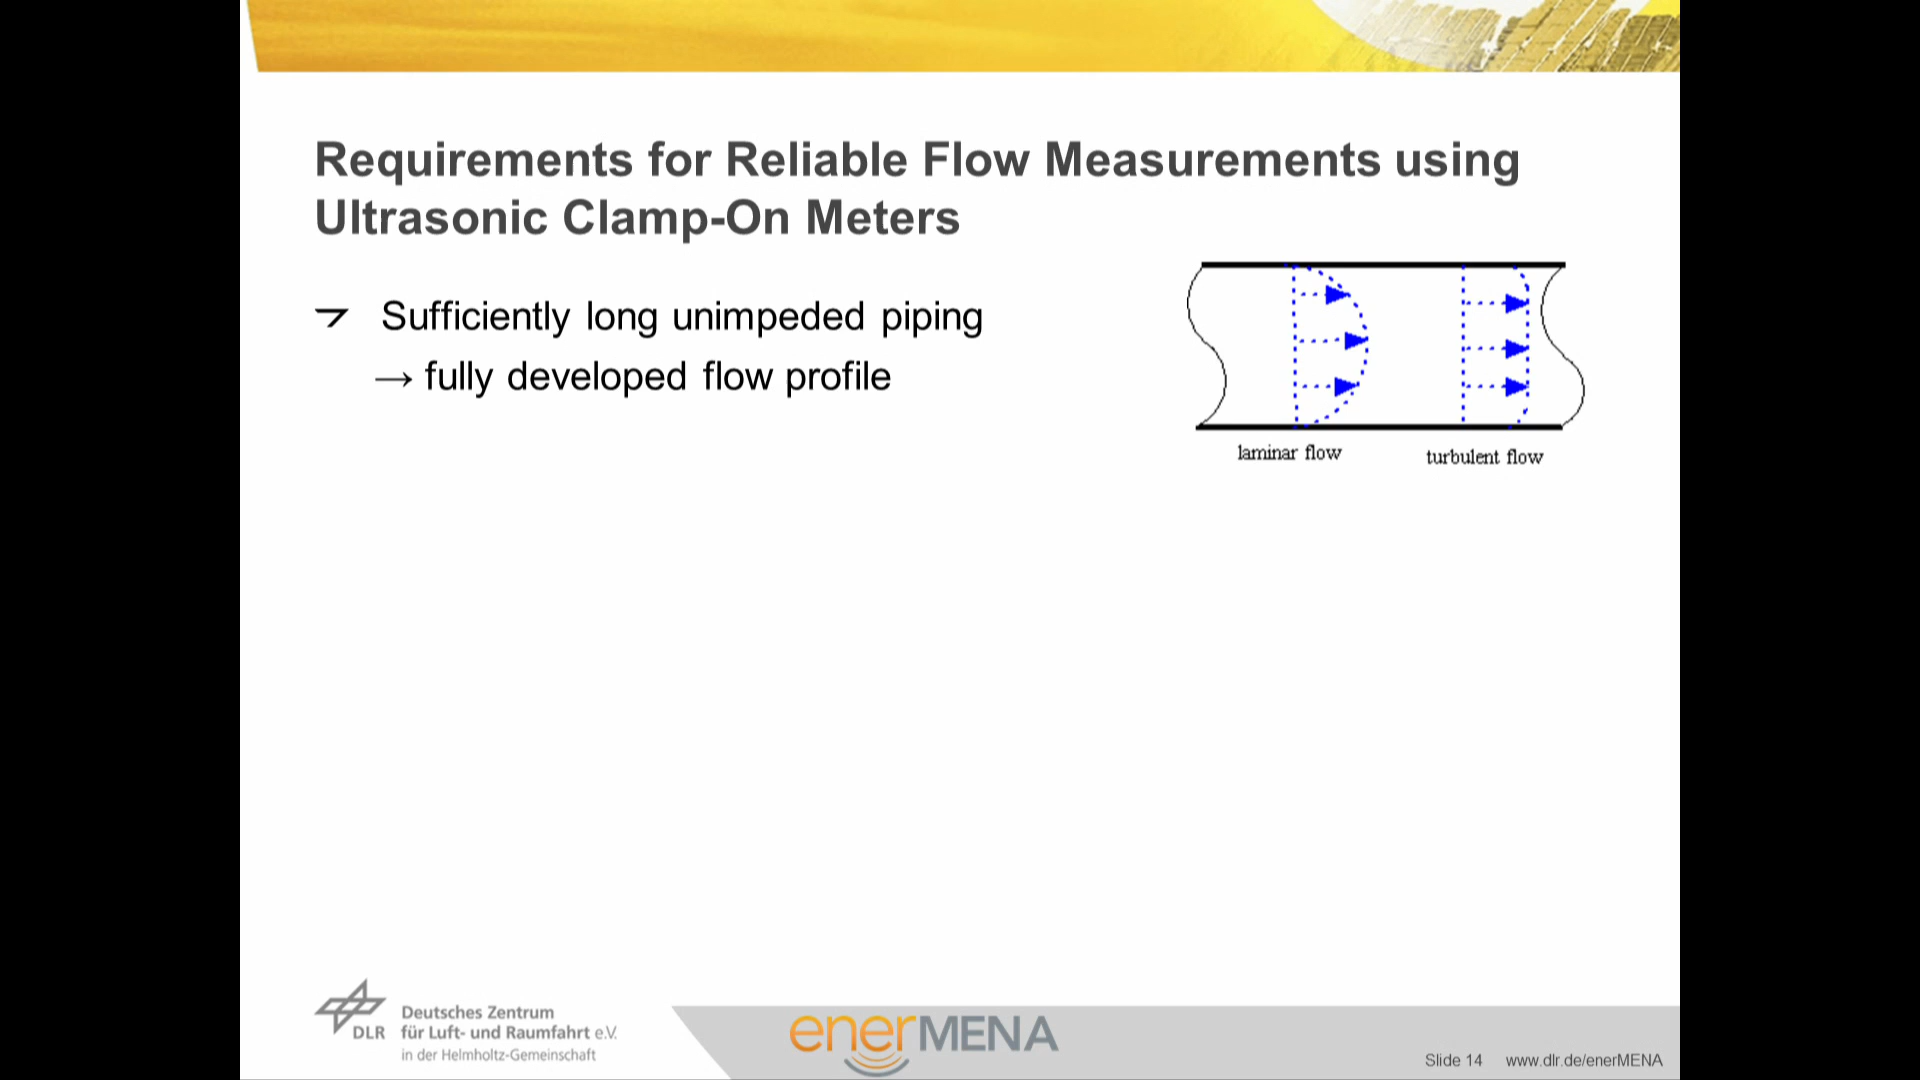 Requirements for Reliable Flow Measurements using
Ultrasonic Clamp-On Meters
Sufficiently long unimpeded piping
→ fully developed flow profile
laminar flow
turbulent flow
DLR
Deutsches Zentrum
für Luft- und Raumfahrt e.V.
in der Helmholtz-Gemeinschaft
enerMENA
Slide 14 www.dlr.de/enerMENA